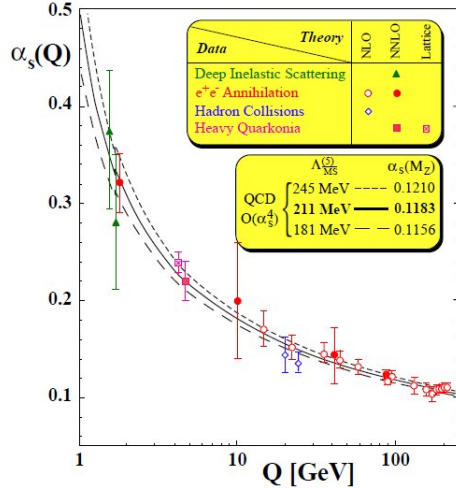 0.5
αs(Q)
0.4
0.3
0.2
0.1
Theory
Data
NLO
NNLO
Lattice
Deep Inelastic Scattering
e+e- Annihilation
Hadron Collisions
Heavy Quarkonia
Λ(5)MS αs(MZ)
245 MeV 0.1210
QCD 211 MeV 0.1183
O(αs4)
181 MeV 0.1156
1 10 100
Q [GeV]